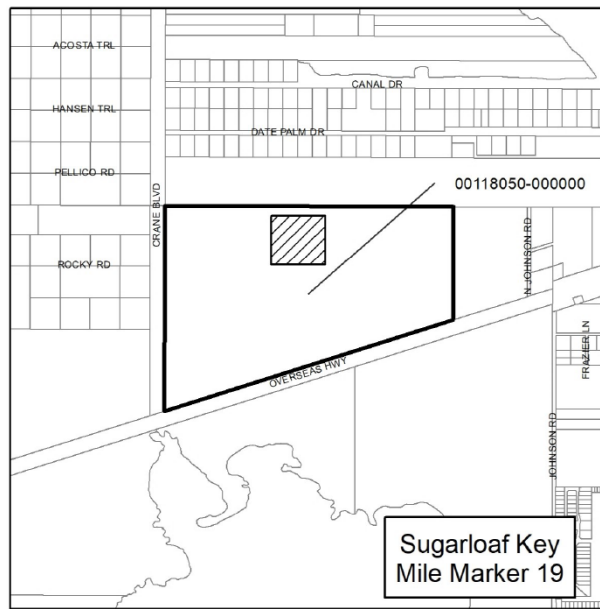 ACOSTA TRL
CANAL DR
HANSEN TRL
DATE PALM DR
PELLICO RD
00118050-000000
CRANE BLVD
N JOHNSON RD
ROCKY RD
FRAZIER LN
OVERSEAS HWY
JOHNSON RD
Sugarloaf Key
Mile Marker 19